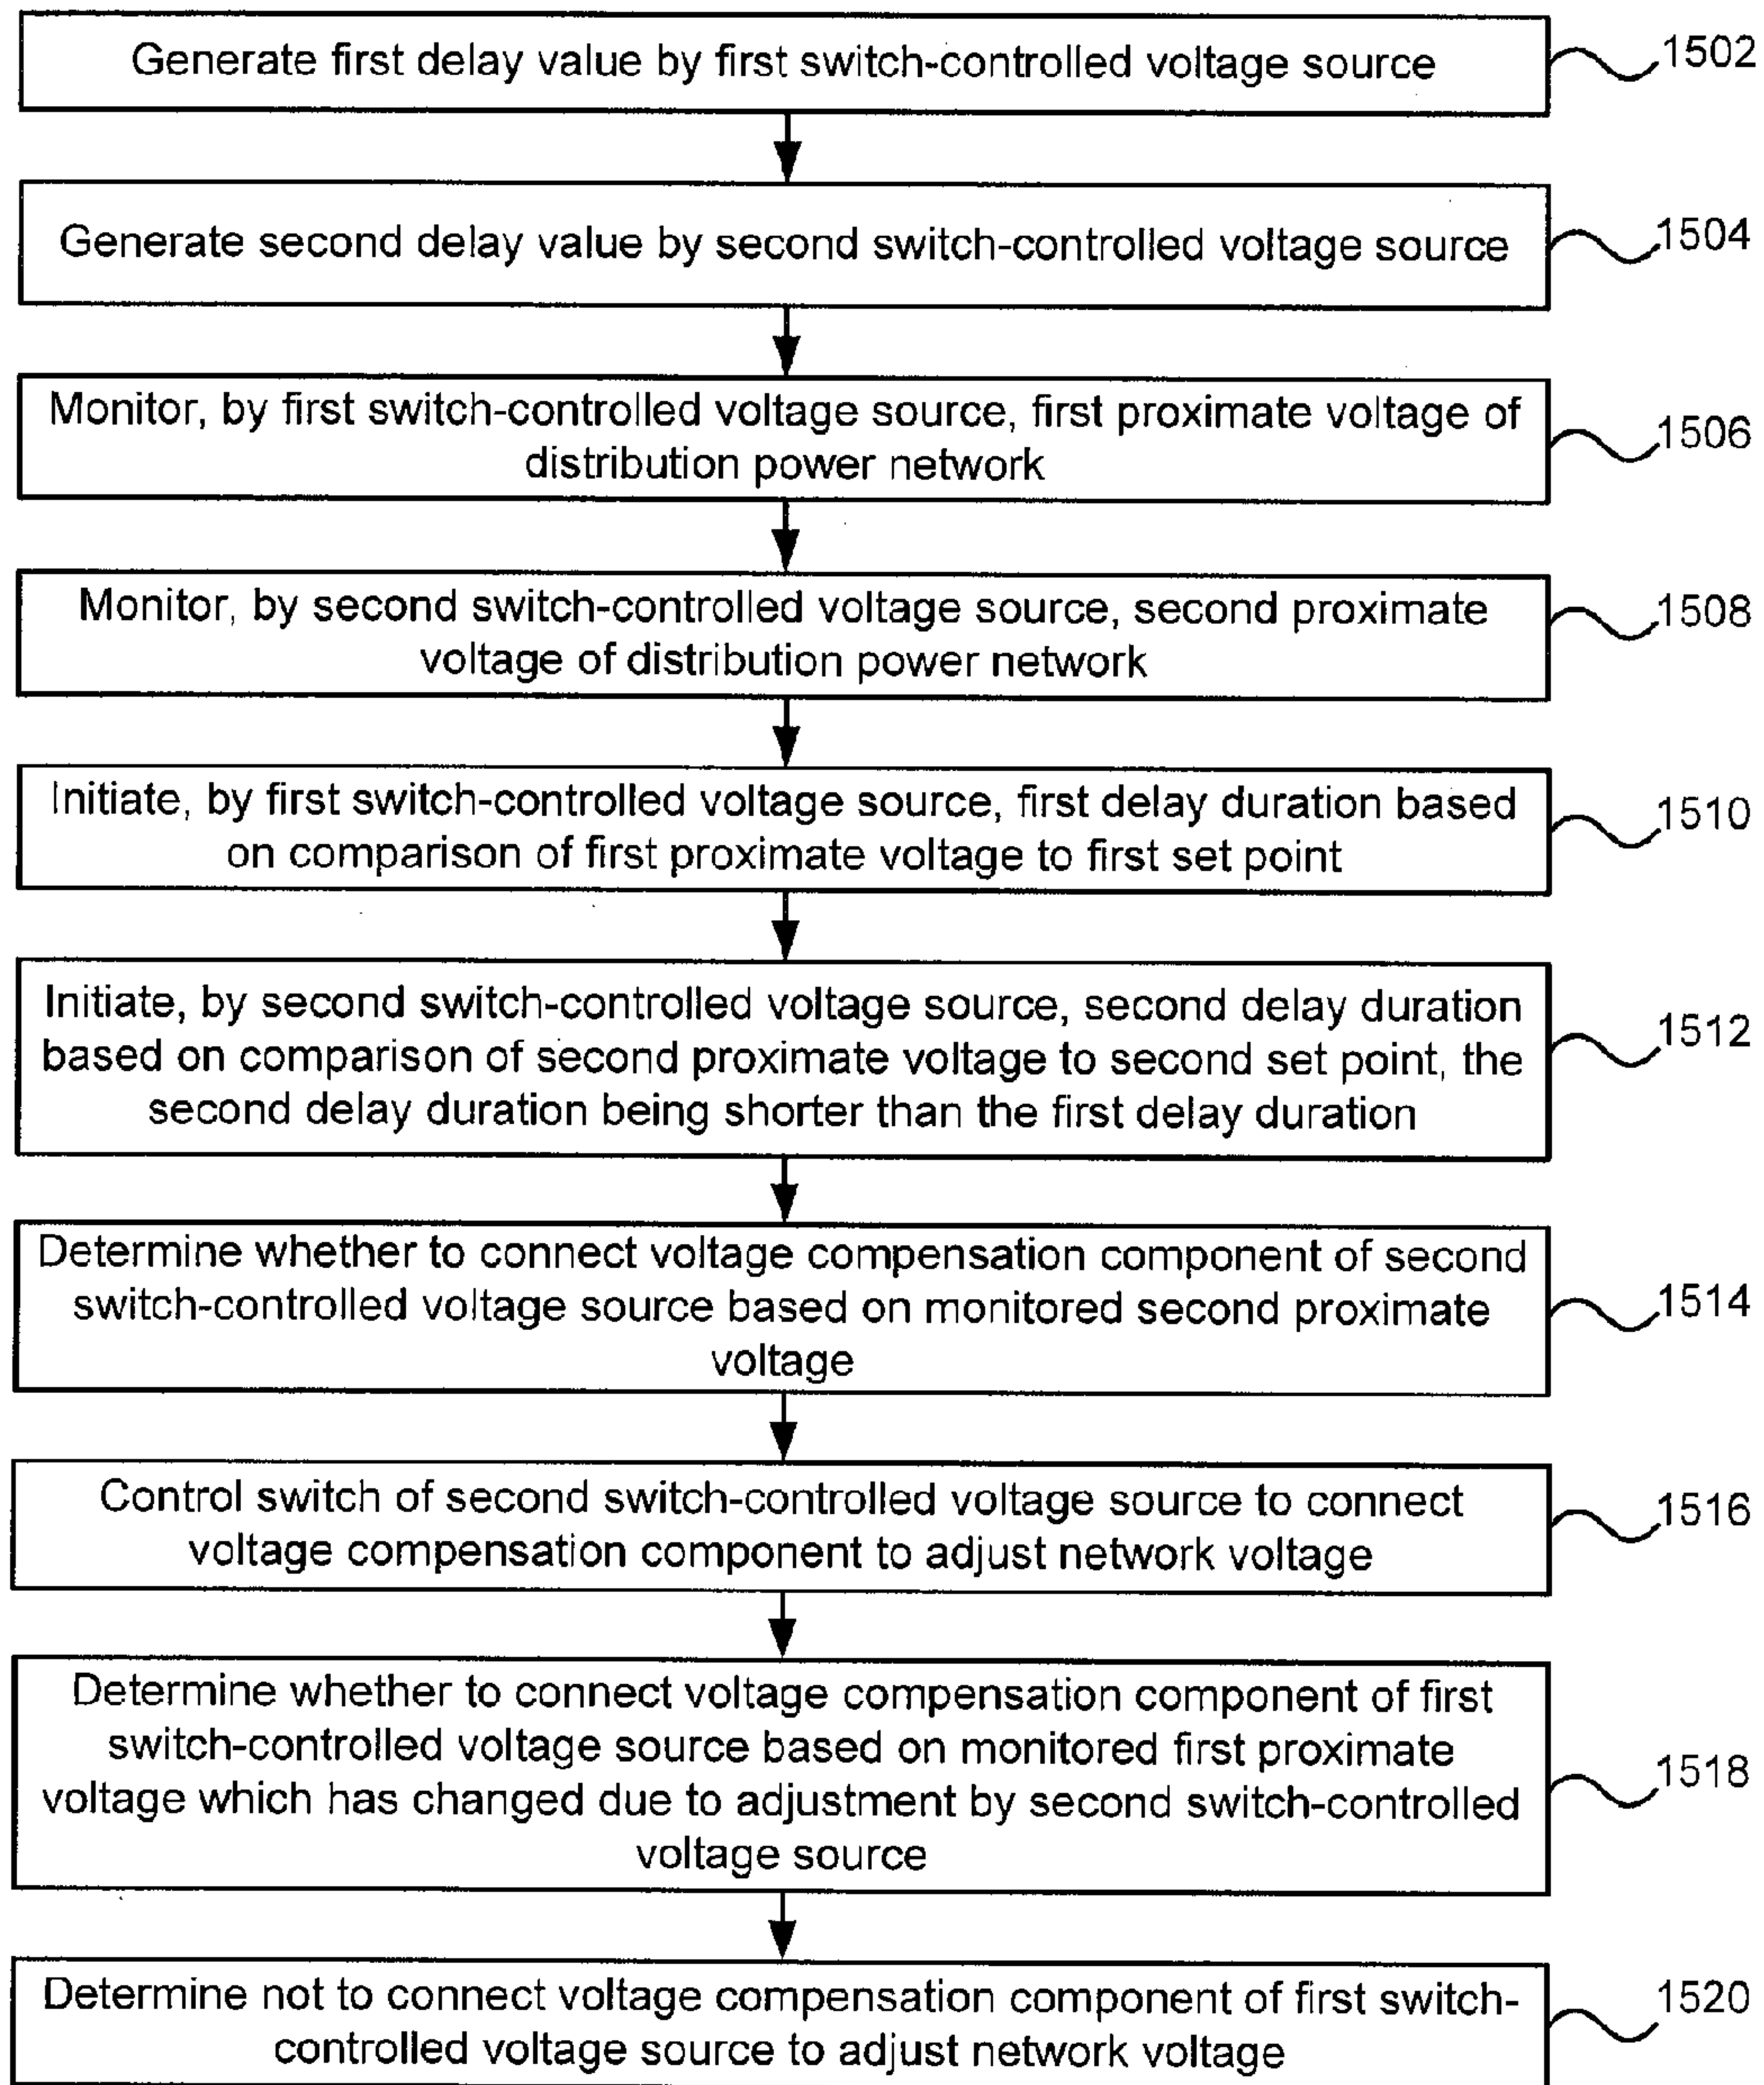 Generate first delay value by first switch-controlled voltage source
1502
Generate second delay value by second switch-controlled voltage source
1504
Monitor, by first switch-controlled voltage source, first proximate voltage of
distribution power network
1506
Monitor, by second switch-controlled voltage source, second proximate
voltage of distribution power network
1508
Initiate, by first switch-controlled voltage source, first delay duration based
on comparison of first proximate voltage to first set point
1510
Initiate, by second switch-controlled voltage source, second delay duration
based on comparison of second proximate voltage to second set point, the
second delay duration being shorter than the first delay duration
1512
Determine whether to connect voltage compensation component of second
switch-controlled voltage source based on monitored second proximate
voltage
1514
Control switch of second switch-controlled voltage source to connect
voltage compensation component to adjust network voltage
1516
Determine whether to connect voltage compensation component of first
switch-controlled voltage source based on monitored first proximate
voltage which has changed due to adjustment by second switch-controlled
voltage source
1518
Determine not to connect voltage compensation component of first switch-
controlled voltage source to adjust network voltage
1520